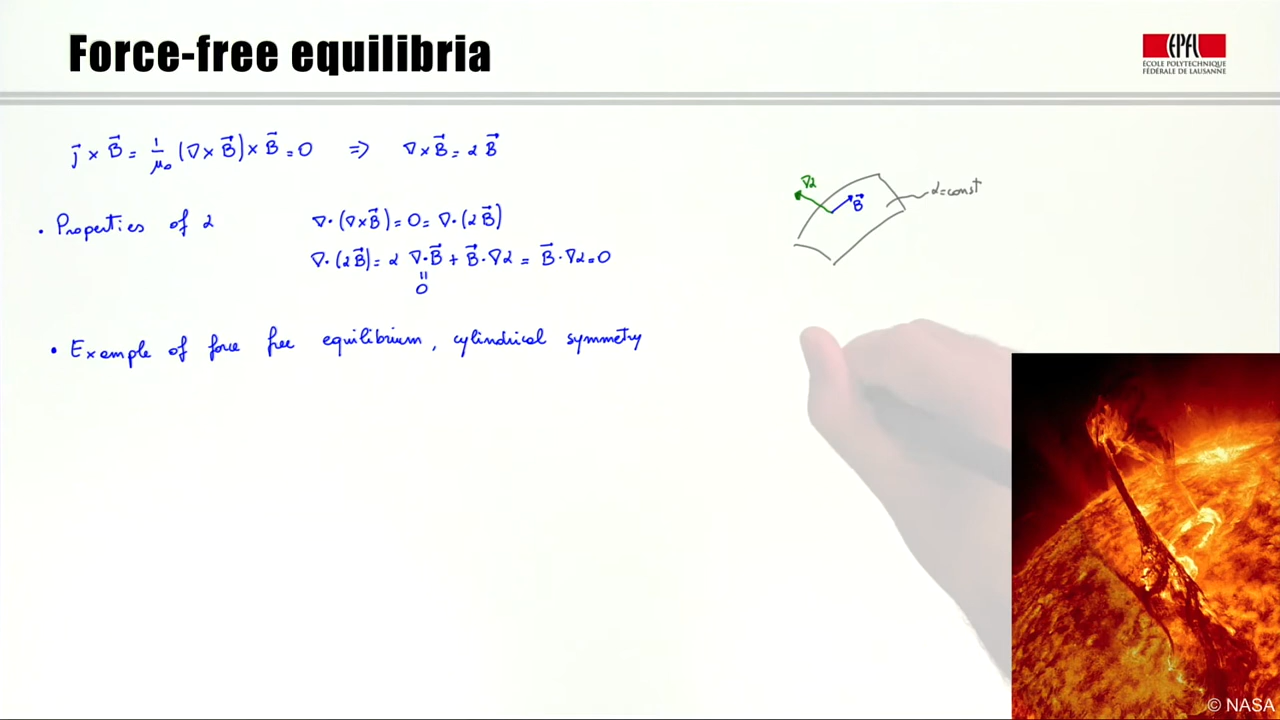 Force-free equilibria
EPFL
ÉCOLE POLYTECHNIQUE
FÉDÉRALE DE LAUSANNE
j⃗ × B⃗ = 1/μ₀ (∇ × B⃗) × B⃗ = 0 ⇒ ∇ × B⃗ = α B⃗
∇α
B⃗
α=const
• Properties of α
∇·(∇×B⃗) = 0 = ∇·(αB⃗)
∇·(αB⃗) = α ∇·B⃗ + B⃗·∇α = B⃗·∇α = 0
=
0
• Example of force free equilibrium, cylindrical symmetry
© NASA